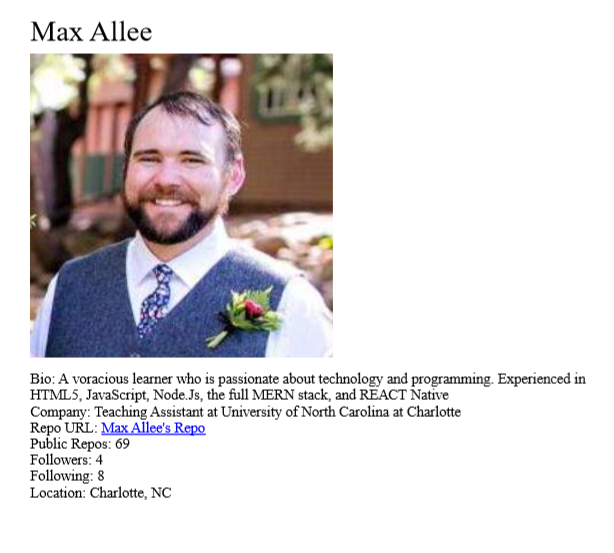 Max Allee
Bio: A voracious learner who is passionate about technology and programming. Experienced in
HTML5, JavaScript, Node.Js, the full MERN stack, and REACT Native
Company: Teaching Assistant at University of North Carolina at Charlotte
Repo URL: Max Allee's Repo
Public Repos: 69
Followers: 4
Following: 8
Location: Charlotte, NC